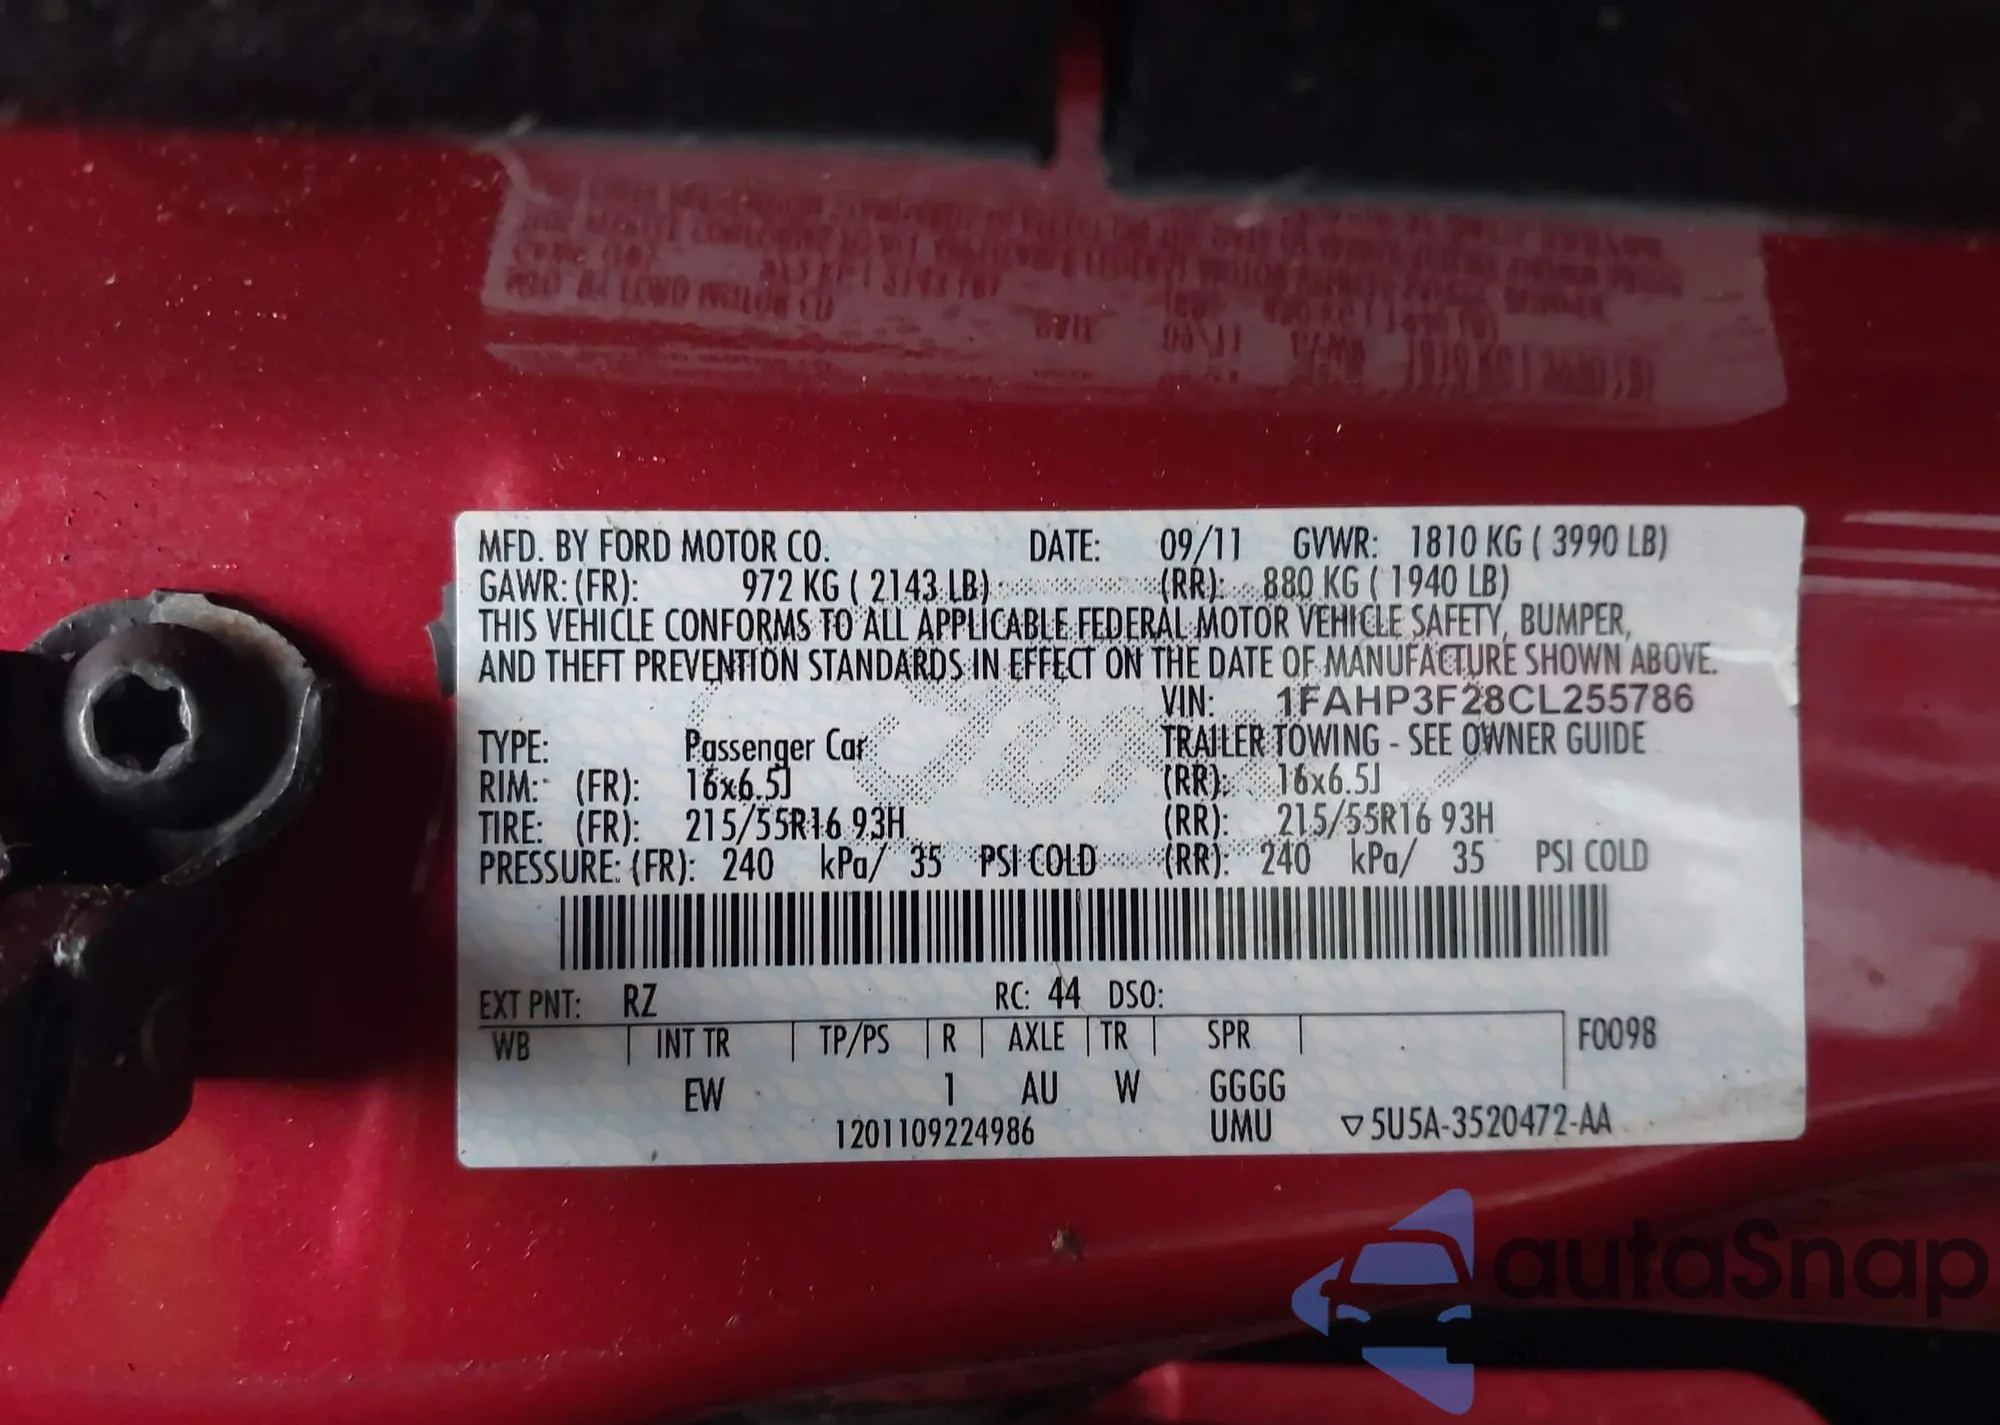 MFD. BY FORD MOTOR CO. DATE: 09/11 GVWR: 1810 KG ( 3990 LB)
GAWR: (FR): 972 KG ( 2143 LB) (RR): 880 KG ( 1940 LB)
THIS VEHICLE CONFORMS TO ALL APPLICABLE FEDERAL MOTOR VEHICLE SAFETY, BUMPER,
AND THEFT PREVENTION STANDARDS IN EFFECT ON THE DATE OF MANUFACTURE SHOWN ABOVE.
VIN: 1FAHP3F28CL255786
TYPE: Passenger Car TRAILER TOWING - SEE OWNER GUIDE
RIM: (FR): 16x6.5J (RR): 16x6.5J
TIRE: (FR): 215/55R16 93H (RR): 215/55R16 93H
PRESSURE: (FR): 240 kPa/ 35 PSI COLD (RR): 240 kPa/ 35 PSI COLD
EXT PNT: RZ RC: 44 DSO:
WB INT TR TP/PS R AXLE TR SPR F0098
EW 1 AU W GGGG
1201109224986 UMU ▽5U5A-3520472-AA
autoSnap